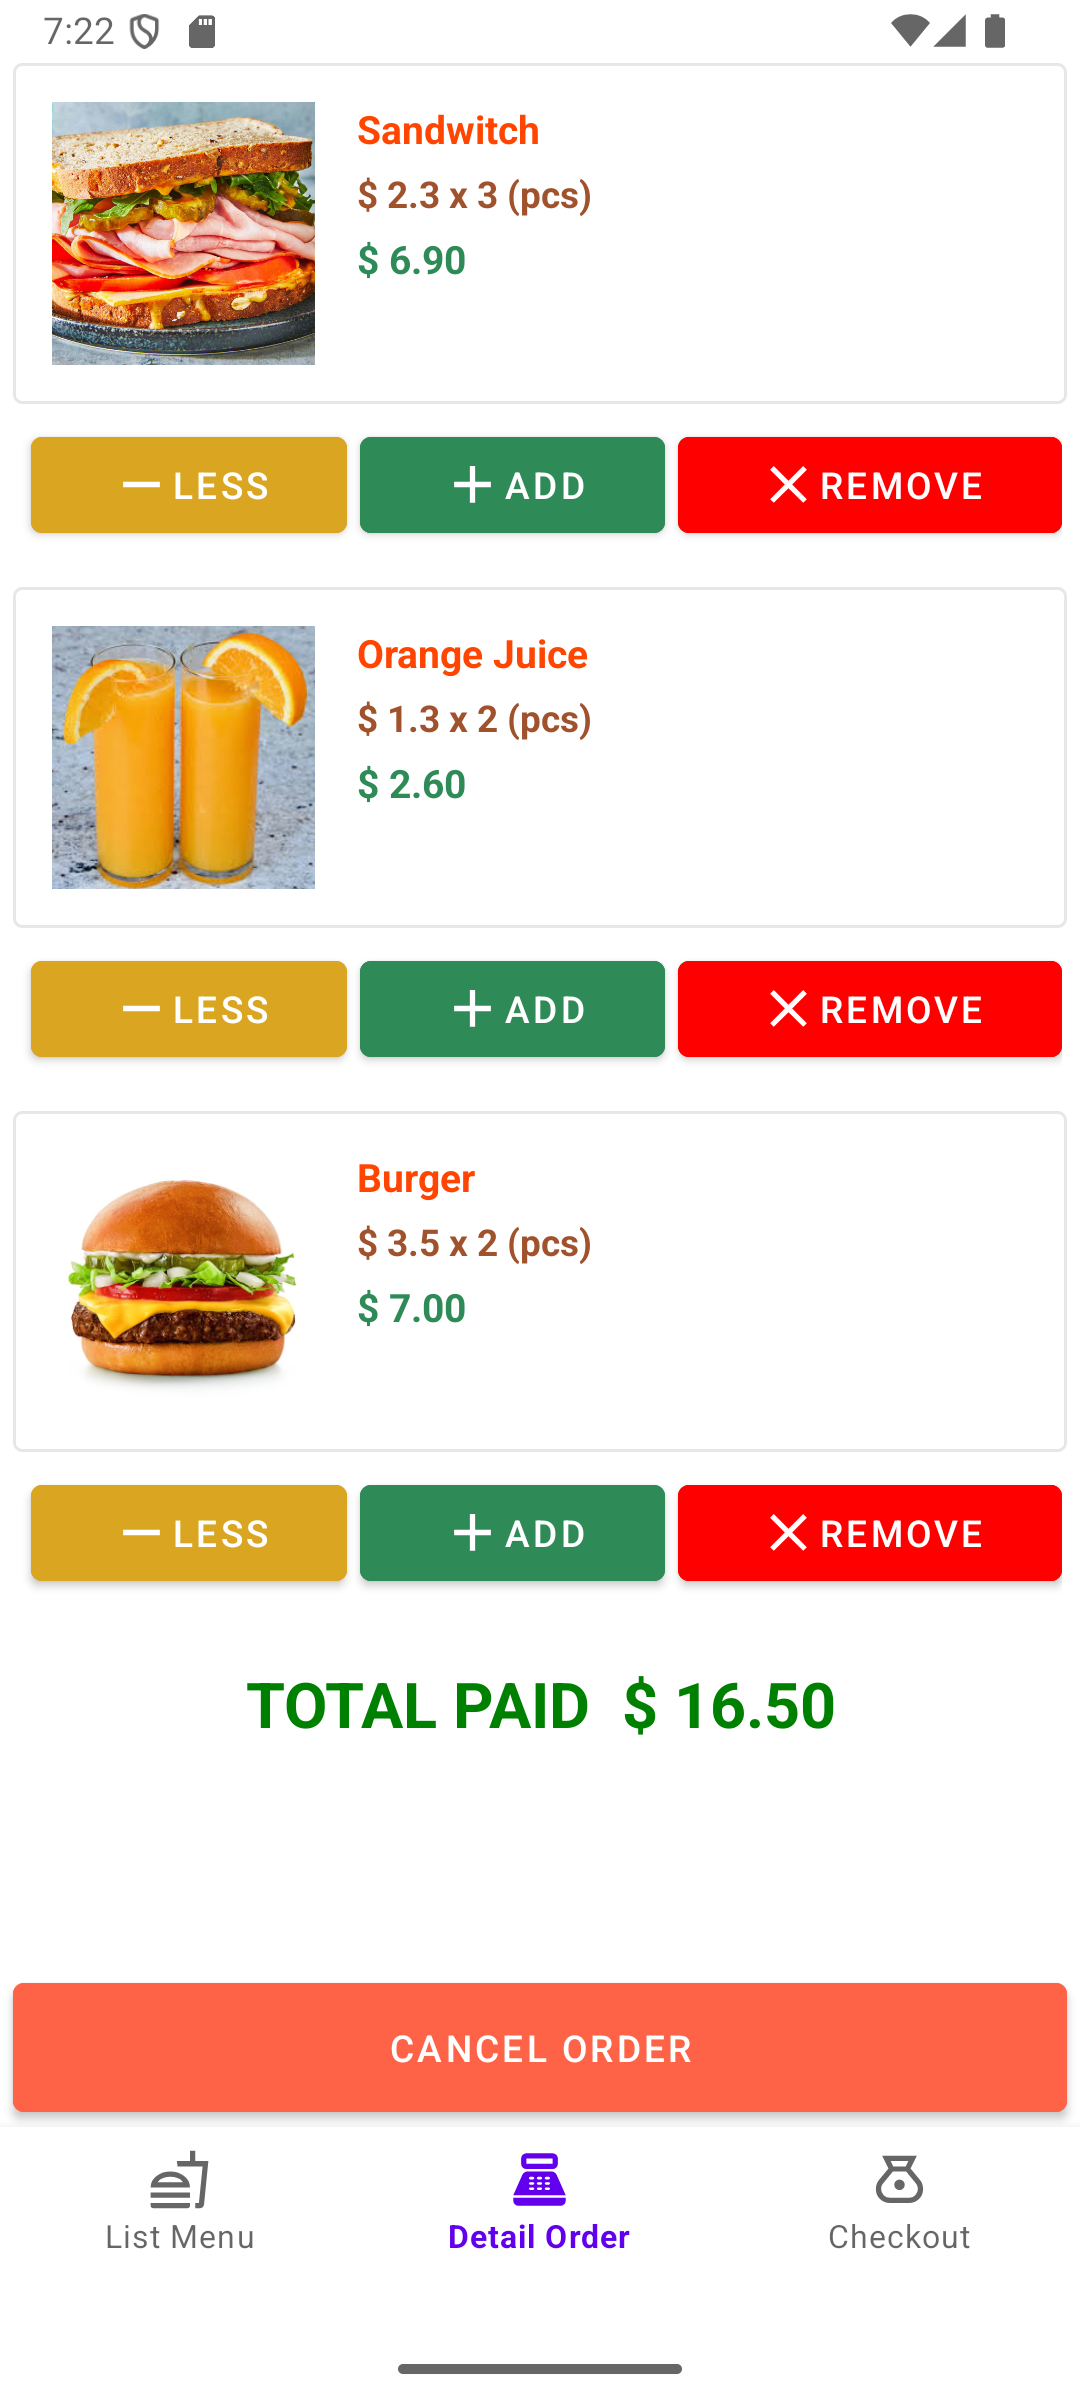 7:22
Sandwitch
$ 2.3 x 3 (pcs)
$ 6.90
LESS ADD REMOVE
Orange Juice
$ 1.3 x 2 (pcs)
$ 2.60
LESS ADD REMOVE
Burger
$ 3.5 x 2 (pcs)
$ 7.00
LESS ADD REMOVE
TOTAL PAID $ 16.50
CANCEL ORDER
List Menu Detail Order Checkout